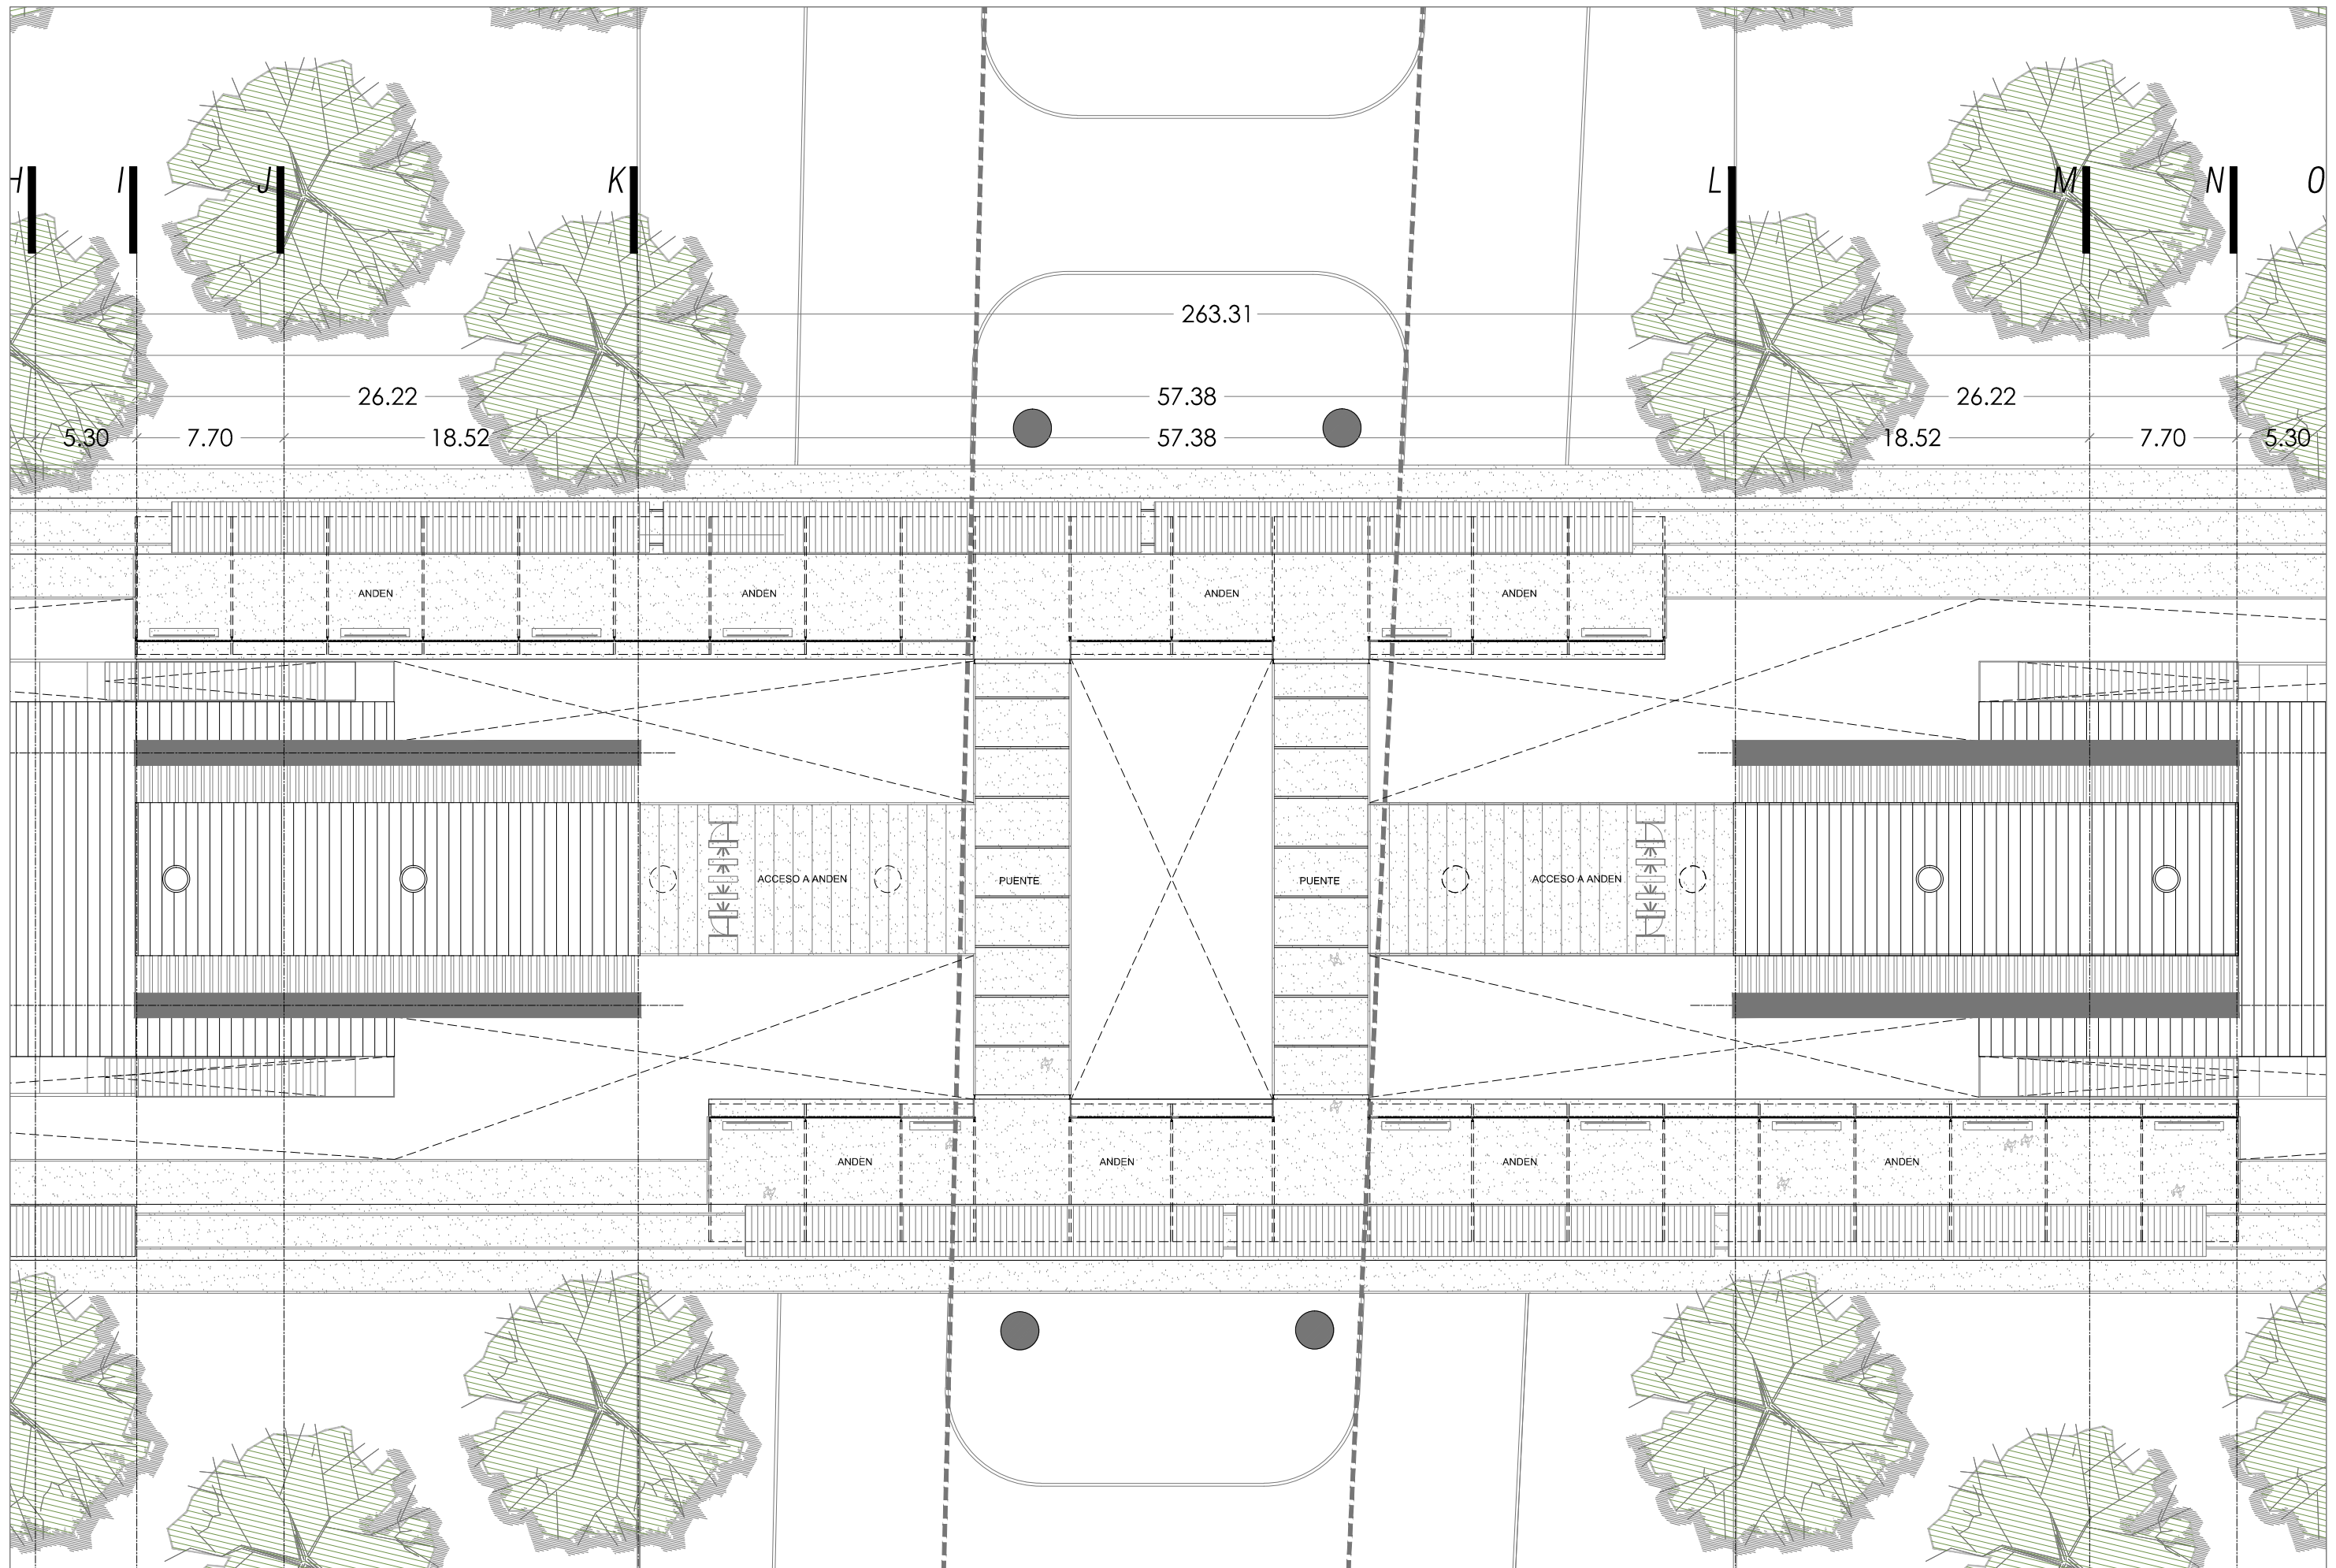 H I J K L M N O
263.31
26.22 57.38 26.22
5.30 7.70 18.52 57.38 18.52 7.70 5.30
ANDEN ANDEN ANDEN ANDEN
ACCESO A ANDEN PUENTE PUENTE ACCESO A ANDEN
ANDEN ANDEN ANDEN ANDEN